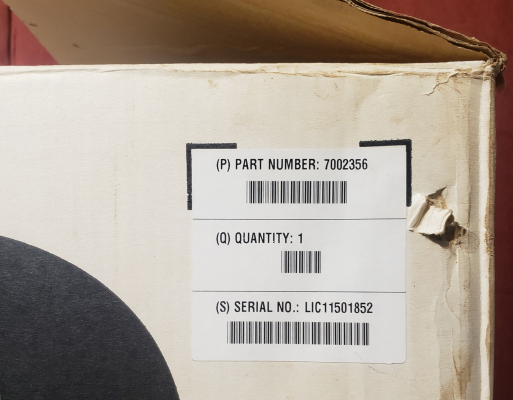 (P) PART NUMBER: 7002356
(Q) QUANTITY: 1
(S) SERIAL NO.: LIC11501852